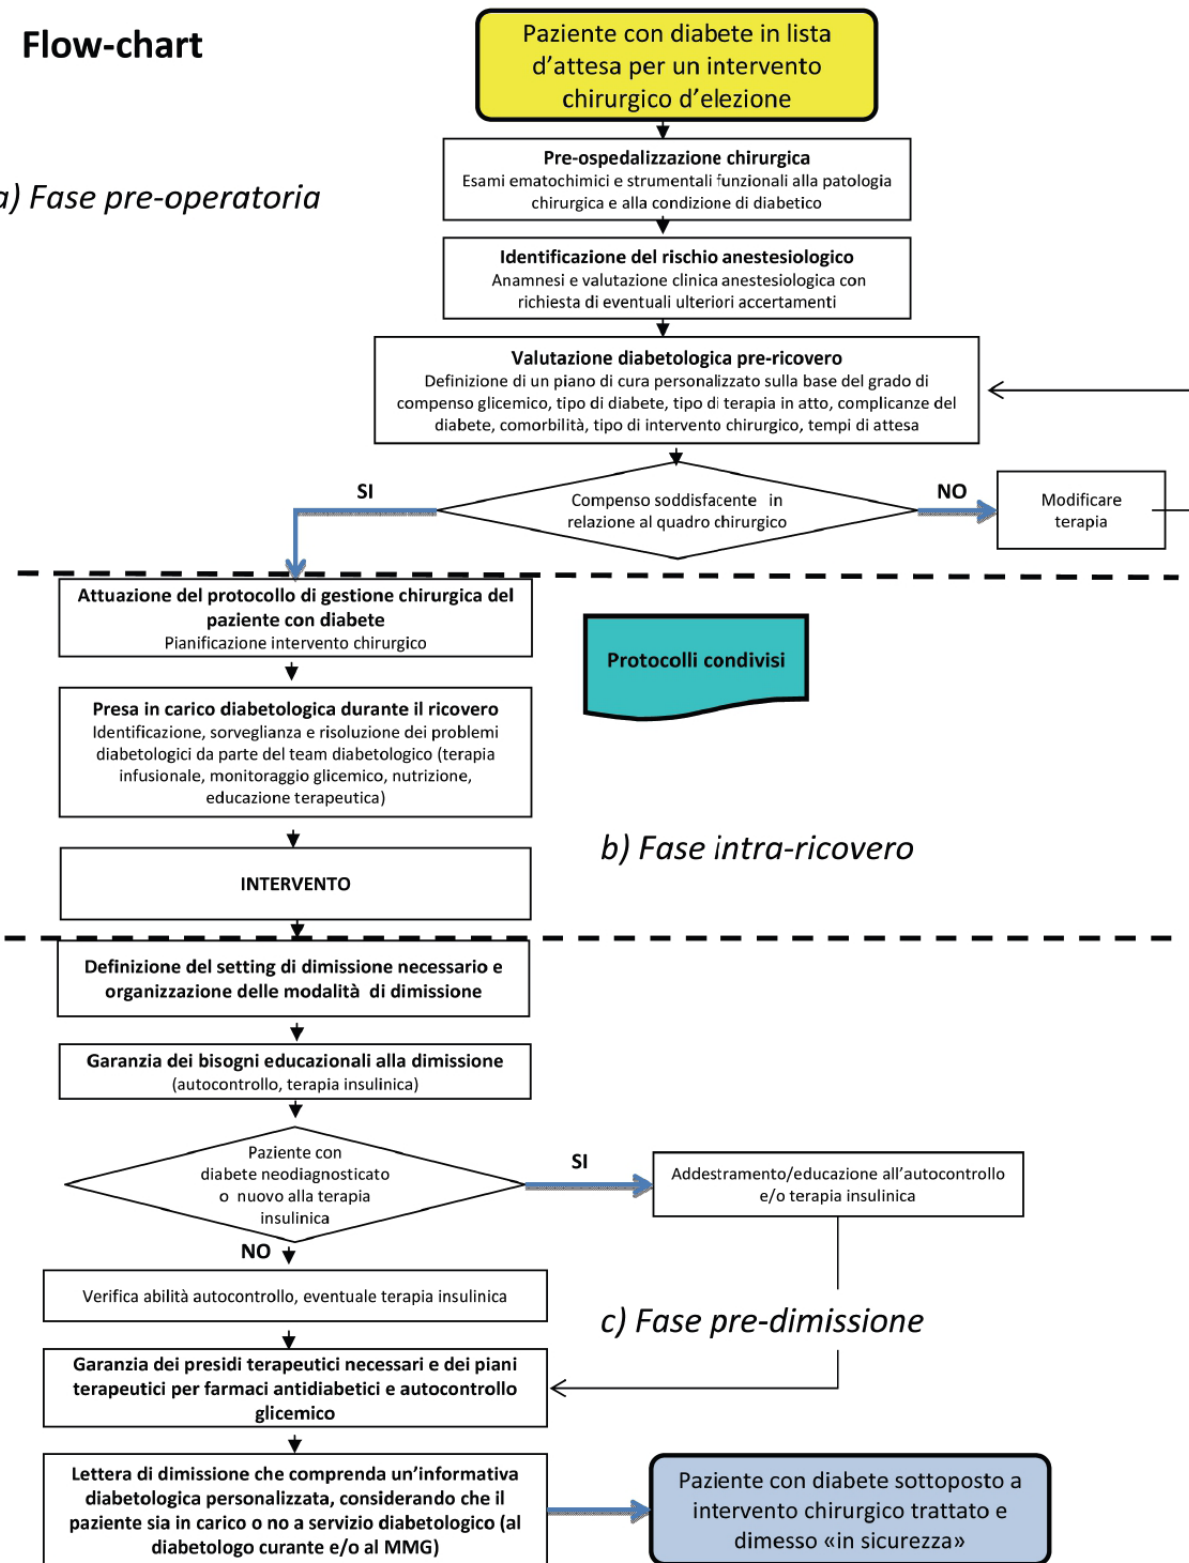 Flow-chart
Paziente con diabete in lista
d’attesa per un intervento
chirurgico d’elezione
a) Fase pre-operatoria
Pre-ospedalizzazione chirurgica
Esami ematochimici e strumentali funzionali alla patologia
chirurgica e alla condizione di diabetico
Identificazione del rischio anestesiologico
Anamnesi e valutazione clinica anestesiologica con
richiesta di eventuali ulteriori accertamenti
Valutazione diabetologica pre-ricovero
Definizione di un piano di cura personalizzato sulla base del grado di
compenso glicemico, tipo di diabete, tipo di terapia in atto, complicanze del
diabete, comorbilità, tipo di intervento chirurgico, tempi di attesa
SI
Compenso soddisfacente in
relazione al quadro chirurgico
NO
Modificare
terapia
Attuazione del protocollo di gestione chirurgica del
paziente con diabete
Pianificazione intervento chirurgico
Protocolli condivisi
Presa in carico diabetologica durante il ricovero
Identificazione, sorveglianza e risoluzione dei problemi
diabetologici da parte del team diabetologico (terapia
infusionale, monitoraggio glicemico, nutrizione,
educazione terapeutica)
b) Fase intra-ricovero
INTERVENTO
Definizione del setting di dimissione necessario e
organizzazione delle modalità di dimissione
Garanzia dei bisogni educazionali alla dimissione
(autocontrollo, terapia insulinica)
Paziente con
diabete neodiagnosticato
o nuovo alla terapia
insulinica
SI
Addestramento/educazione all’autocontrollo
e/o terapia insulinica
NO
Verifica abilità autocontrollo, eventuale terapia insulinica
c) Fase pre-dimissione
Garanzia dei presidi terapeutici necessari e dei piani
terapeutici per farmaci antidiabetici e autocontrollo
glicemico
Lettera di dimissione che comprenda un’informativa
diabetologica personalizzata, considerando che il
paziente sia in carico o no a servizio diabetologico (al
diabetologo curante e/o al MMG)
Paziente con diabete sottoposto a
intervento chirurgico trattato e
dimesso «in sicurezza»